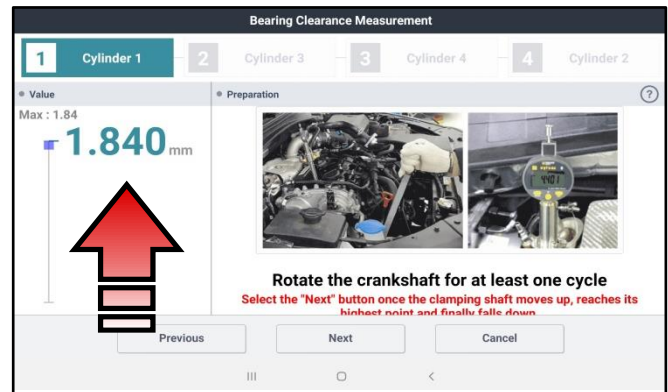 Bearing Clearance Measurement
1 Cylinder 1 2 Cylinder 3 3 Cylinder 4 4 Cylinder 2
Value
Preparation
?
Max : 1.84
1.840 mm
Rotate the crankshaft for at least one cycle
Select the "Next" button once the clamping shaft moves up, reaches its
highest point and finally falls down
Previous Next Cancel